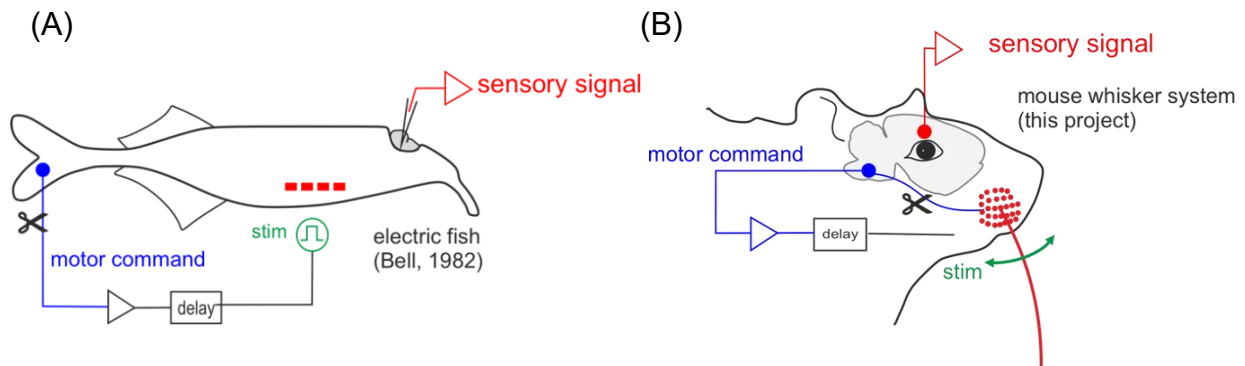 (A)
sensory signal
stim
electric fish
(Bell, 1982)
motor command
delay
(B)
sensory signal
mouse whisker system
(this project)
motor command
delay
stim